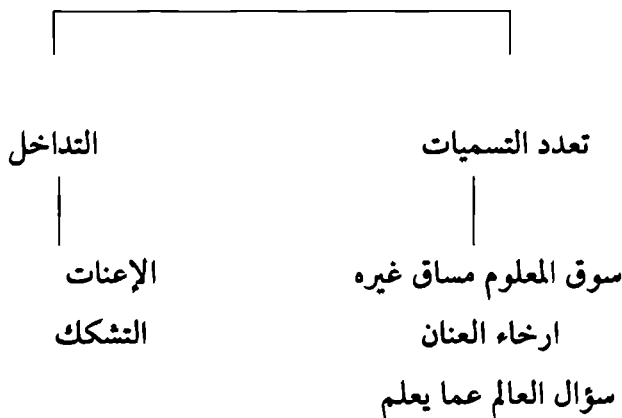 تعدد التسميات
التداخل
سوق المعلوم مساق غيره
الإعنات
ارخاء العنان
التشكك
سؤال العالم عما يعلم